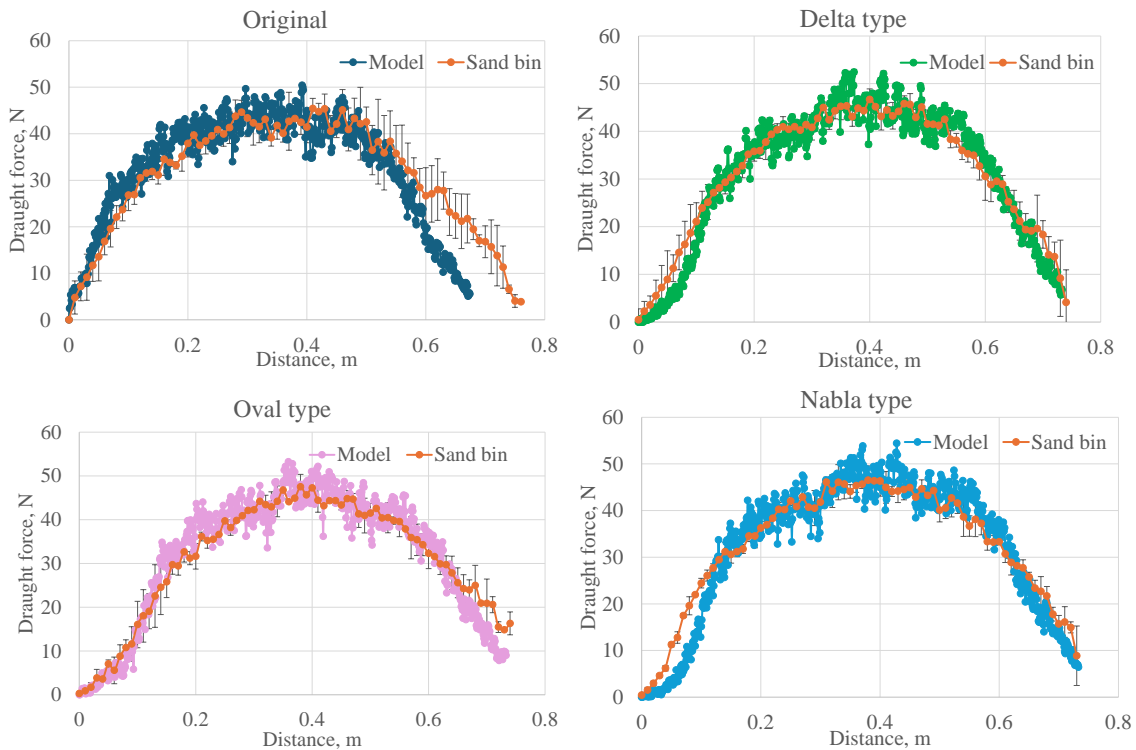 Original
60
50
40
30
20
10
0
Draught force, N
Model
Sand bin
0 0.2 0.4 0.6 0.8
Distance, m
Delta type
60
50
40
30
20
10
0
Draught force, N
Model
Sand bin
0 0.2 0.4 0.6 0.8
Distance, m
Oval type
60
50
40
30
20
10
0
Draught force, N
Model
Sand bin
0 0.2 0.4 0.6 0.8
Distance, m
Nabla type
60
50
40
30
20
10
0
Draught force, N
Model
Sand bin
0 0.2 0.4 0.6 0.8
Distance, m